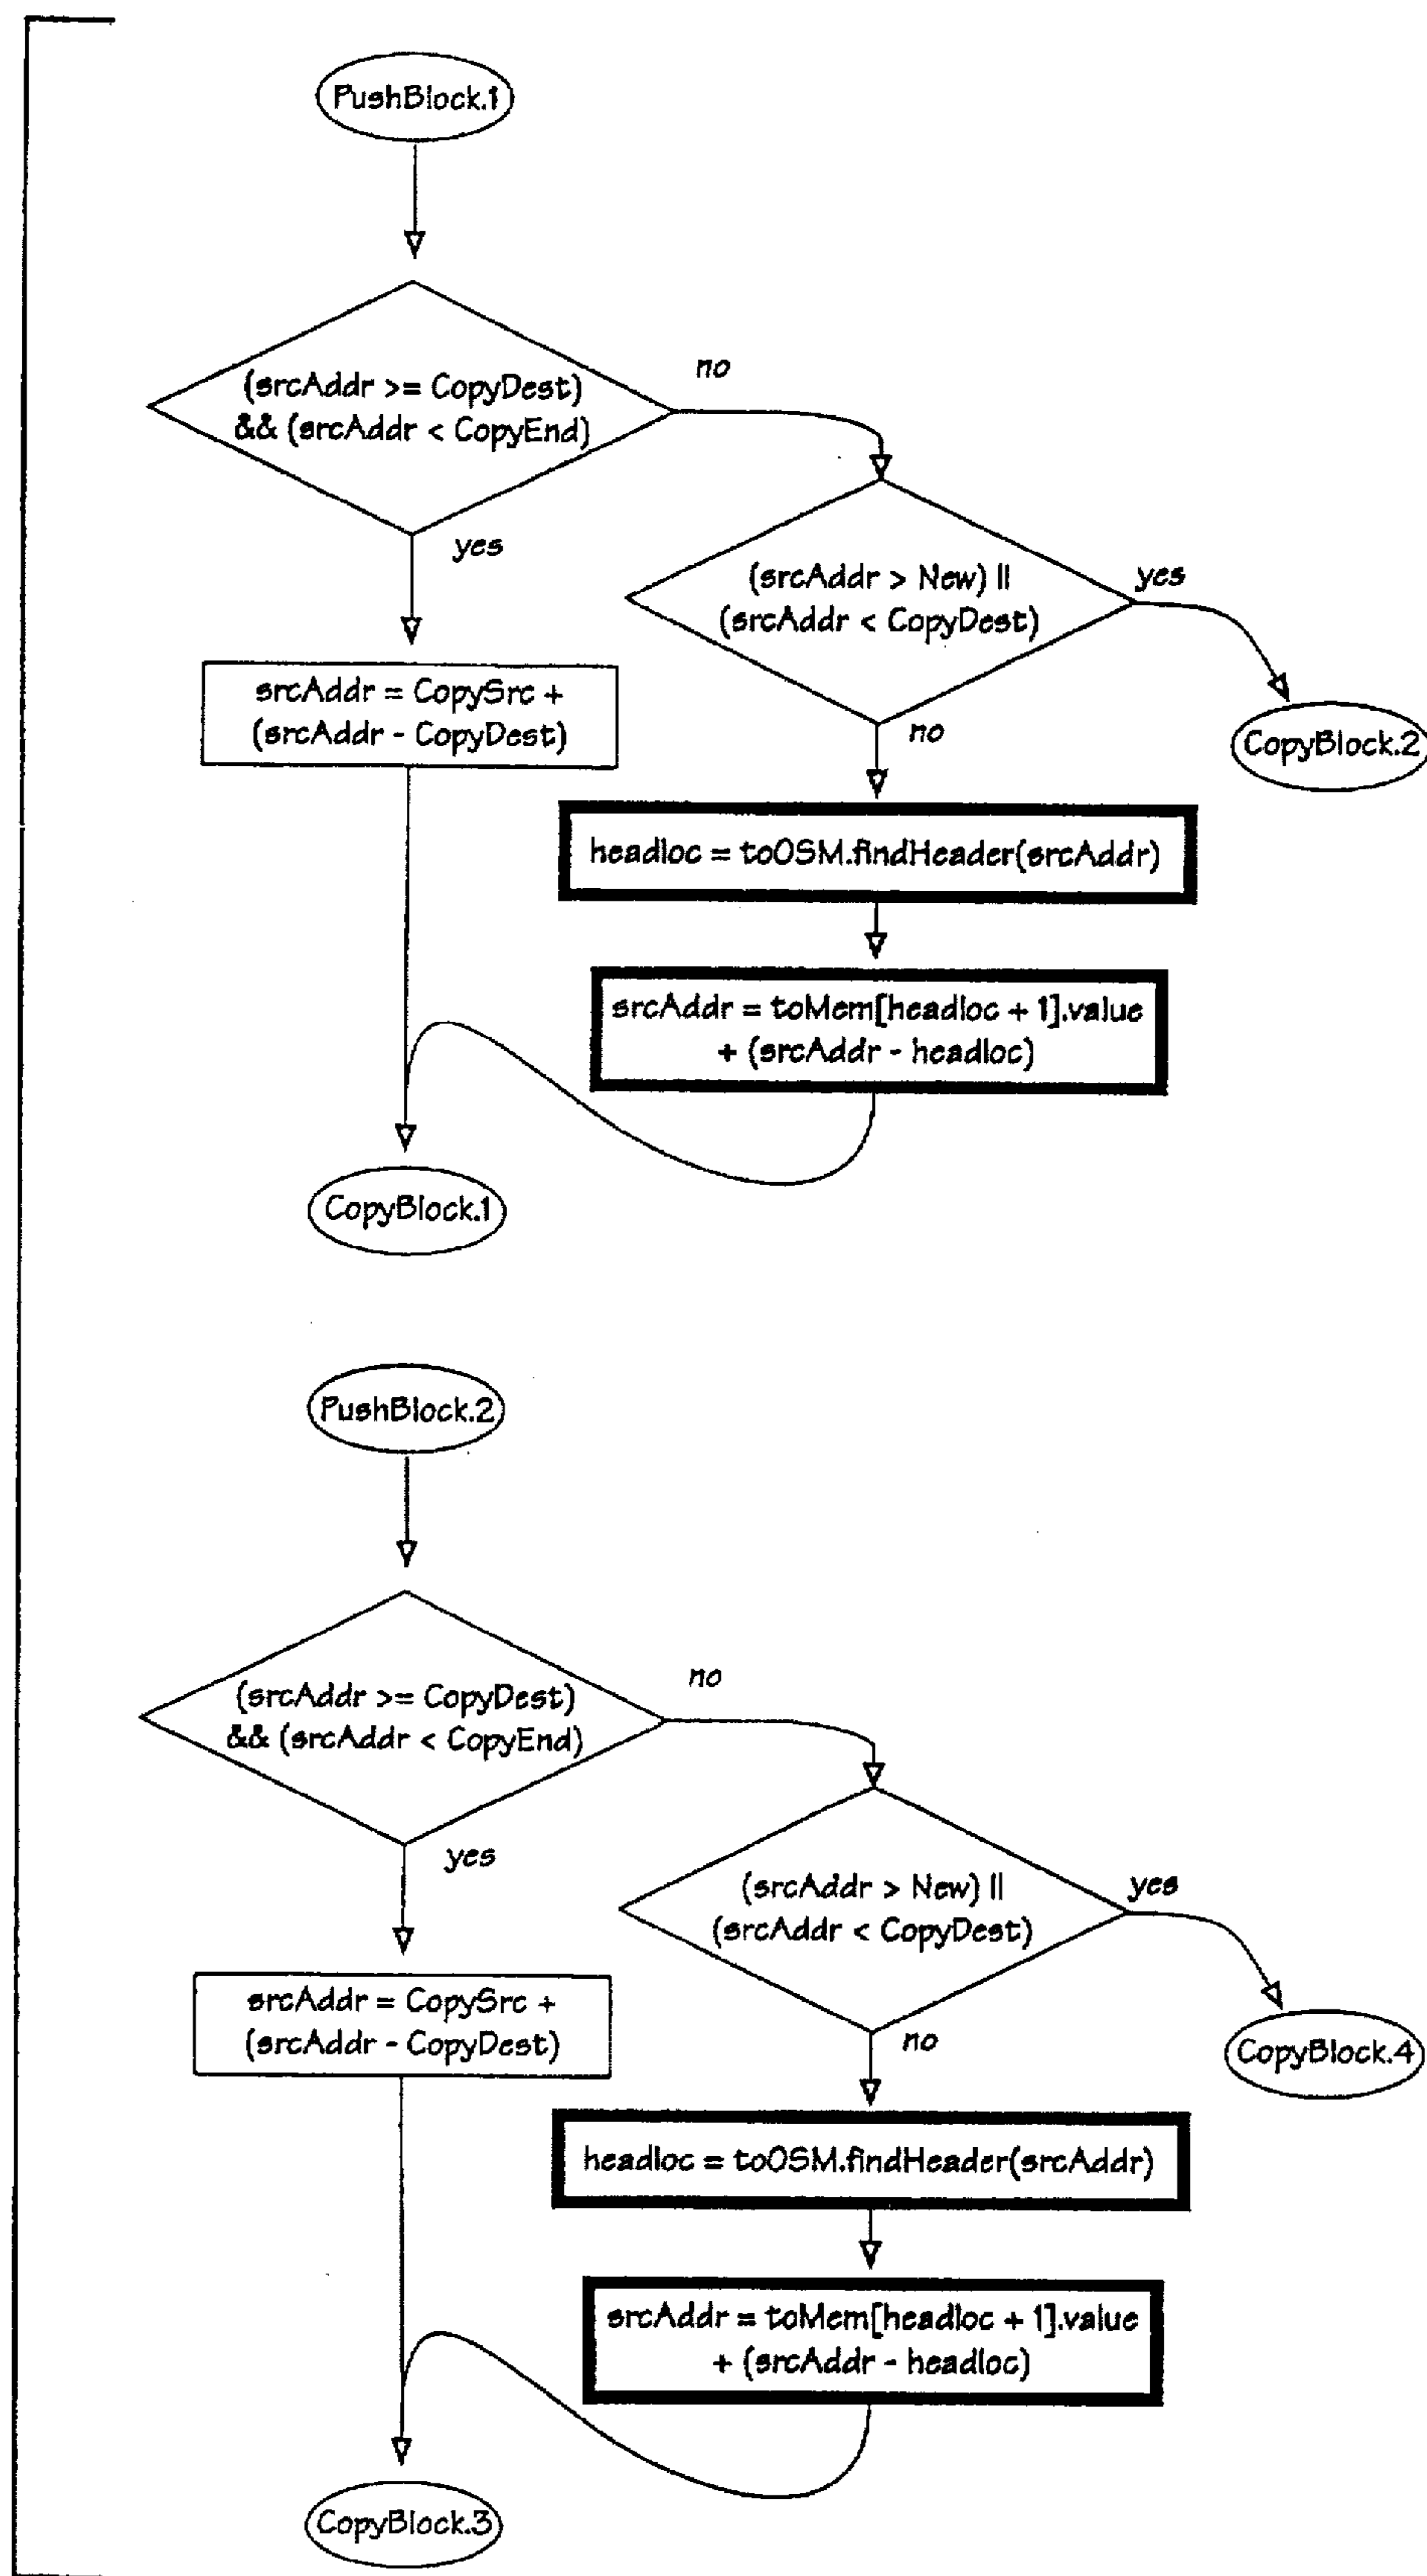 PushBlock.1
(srcAddr >= CopyDest)
&& (srcAddr < CopyEnd)
no
yes
(srcAddr > New) ||
(srcAddr < CopyDest)
yes
no
srcAddr = CopySrc +
(srcAddr - CopyDest)
CopyBlock.2
headloc = toOSM.findHeader(srcAddr)
srcAddr = toMem[headloc + 1].value
+ (srcAddr - headloc)
CopyBlock.1
PushBlock.2
(srcAddr >= CopyDest)
&& (srcAddr < CopyEnd)
no
yes
(srcAddr > New) ||
(srcAddr < CopyDest)
yes
no
srcAddr = CopySrc +
(srcAddr - CopyDest)
CopyBlock.4
headloc = toOSM.findHeader(srcAddr)
srcAddr = toMem[headloc + 1].value
+ (srcAddr - headloc)
CopyBlock.3